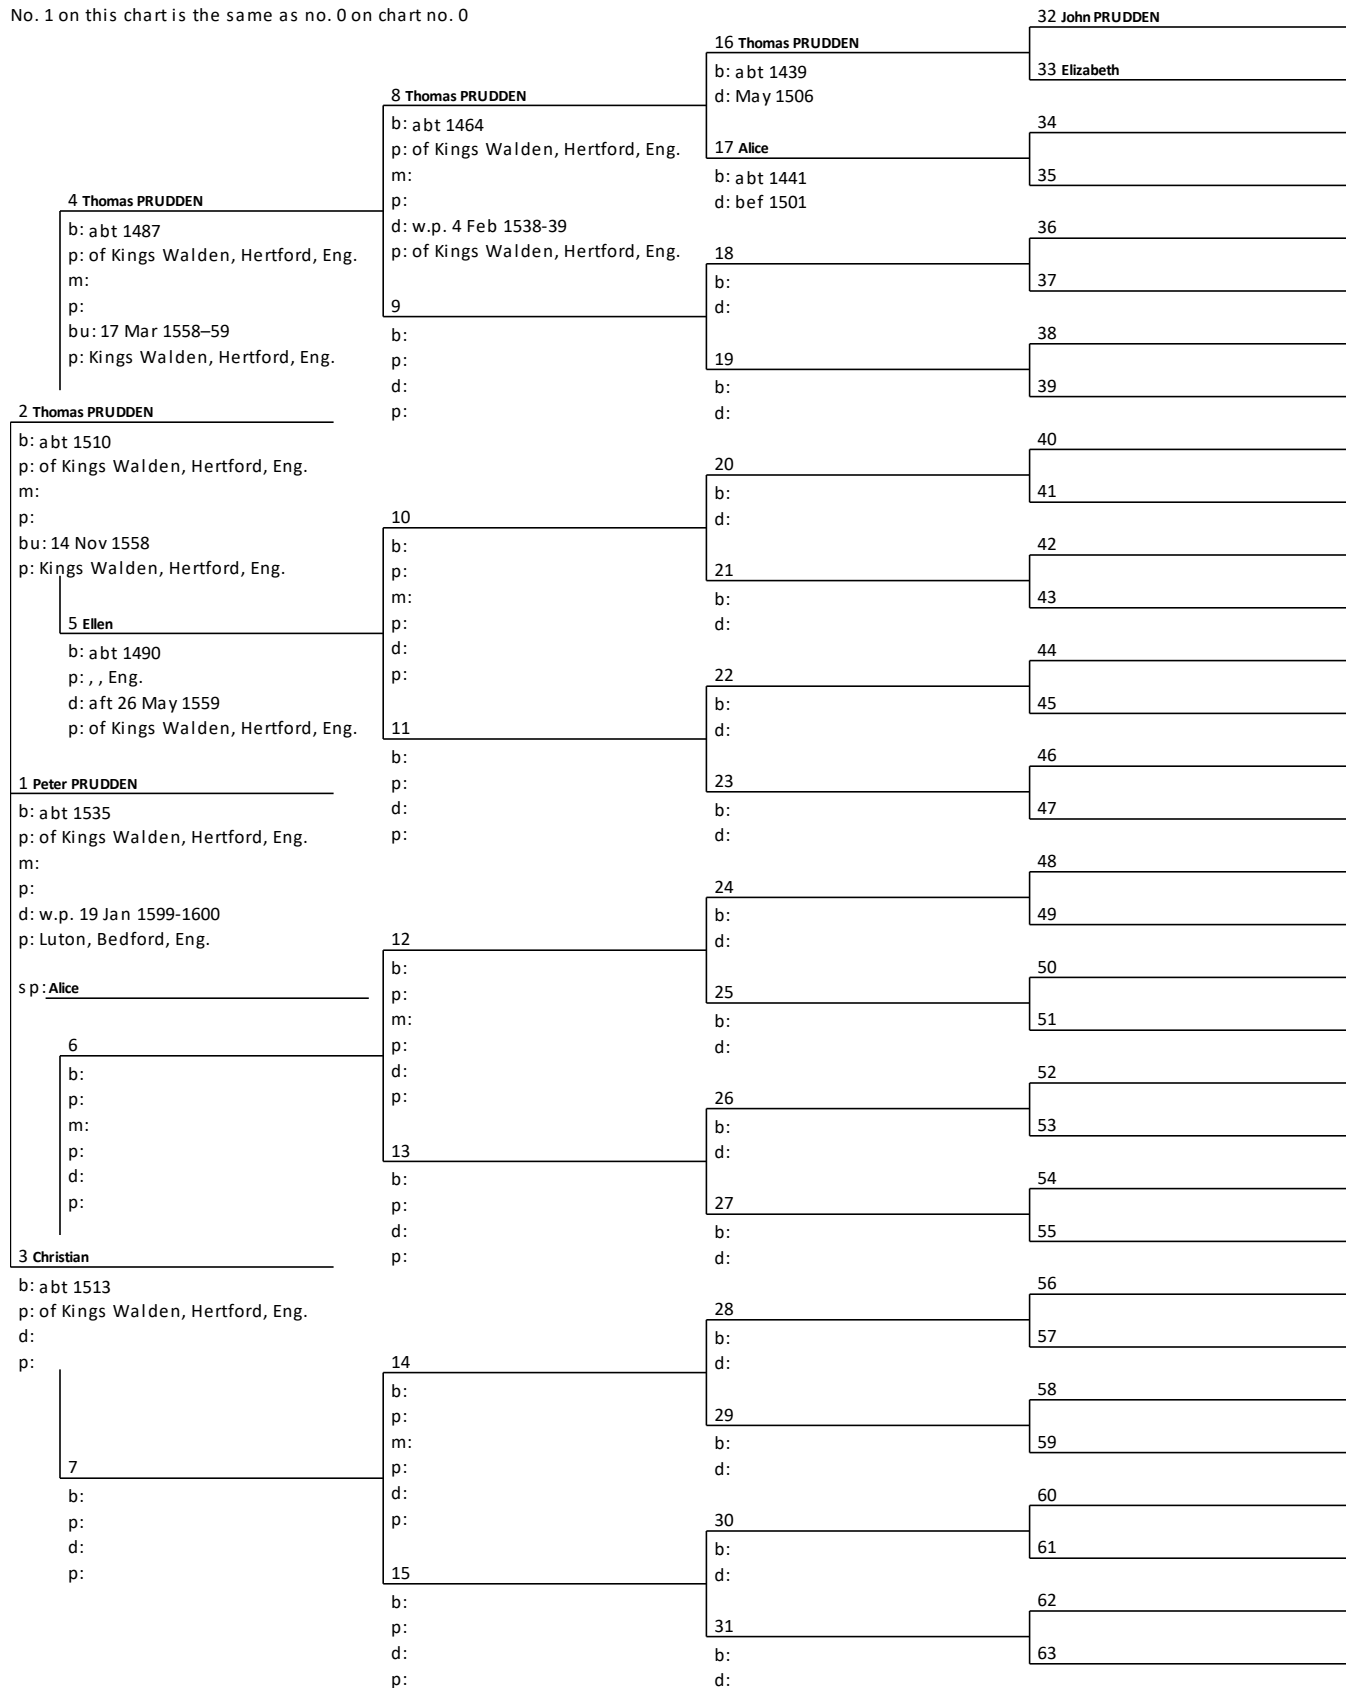 No. 1 on this chart is the same as no. 0 on chart no. 0
2 Thomas PRUDDEN
b: abt 1510
p: of Kings Walden, Hertford, Eng.
m:
p:
bu: 14 Nov 1558
p: Kings Walden, Hertford, Eng.
1 Peter PRUDDEN
b: abt 1535
p: of Kings Walden, Hertford, Eng.
m:
p:
d: w.p. 19 Jan 1599-1600
p: Luton, Bedford, Eng.
sp: Alice
3 Christian
b: abt 1513
p: of Kings Walden, Hertford, Eng.
d:
p:
4 Thomas PRUDDEN
b: abt 1487
p: of Kings Walden, Hertford, Eng.
m:
p:
bu: 17 Mar 1558–59
p: Kings Walden, Hertford, Eng.
5 Ellen
b: abt 1490
p: , , Eng.
d: aft 26 May 1559
p: of Kings Walden, Hertford, Eng.
6
b:
p:
m:
p:
d:
p:
7
b:
p:
d:
p:
8 Thomas PRUDDEN
b: abt 1464
p: of Kings Walden, Hertford, Eng.
m:
p:
d: w.p. 4 Feb 1538-39
p: of Kings Walden, Hertford, Eng.
9
b:
p:
d:
p:
10
b:
p:
m:
p:
d:
p:
11
b:
p:
d:
p:
12
b:
p:
m:
p:
d:
p:
13
b:
p:
d:
p:
14
b:
p:
m:
p:
d:
p:
15
b:
p:
d:
p:
16 Thomas PRUDDEN
b: abt 1439
d: May 1506
17 Alice
b: abt 1441
d: bef 1501
18
b:
d:
19
b:
d:
20
b:
d:
21
b:
d:
22
b:
d:
23
b:
d:
24
b:
d:
25
b:
d:
26
b:
d:
27
b:
d:
28
b:
d:
29
b:
d:
30
b:
d:
31
b:
d:
32 John PRUDDEN
33 Elizabeth
34
35
36
37
38
39
40
41
42
43
44
45
46
47
48
49
50
51
52
53
54
55
56
57
58
59
60
61
62
63